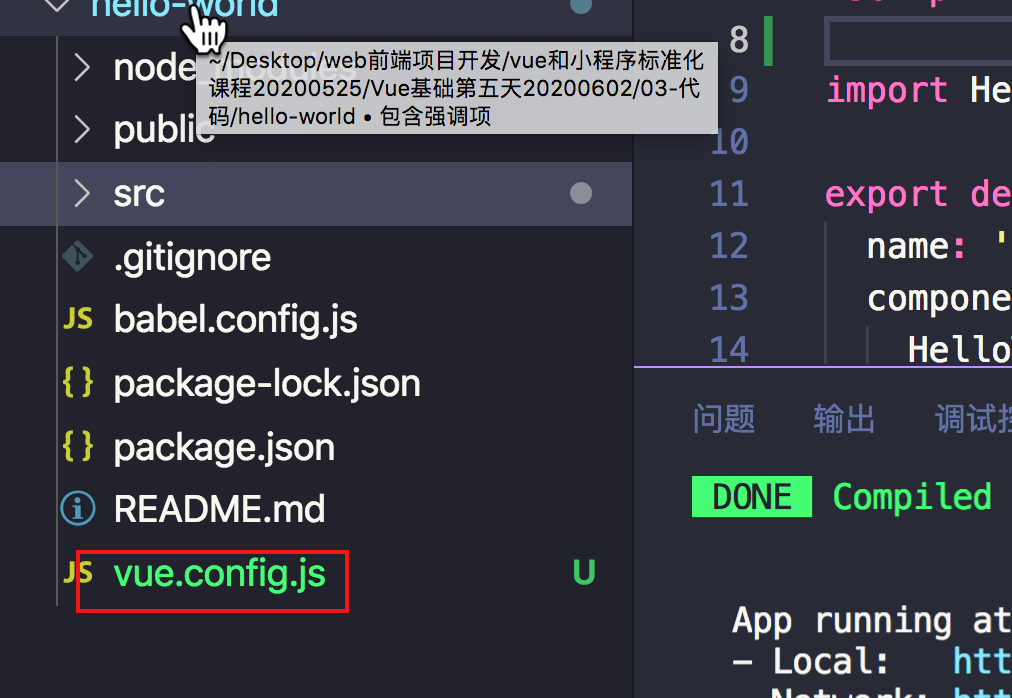 hello-world
node_modules
~/Desktop/web前端项目开发/vue和小程序标准化
课程20200525/Vue基础第五天20200602/03-代
码/hello-world • 包含强调项
public
src
.gitignore
JS babel.config.js
{} package-lock.json
{} package.json
README.md
JS vue.config.js U
8
9 import He
10
11 export de
12 name: '
13 compone
14 Hello
问题 输出 调试
DONE Compiled
App running at
- Local: htt
- Network: htt